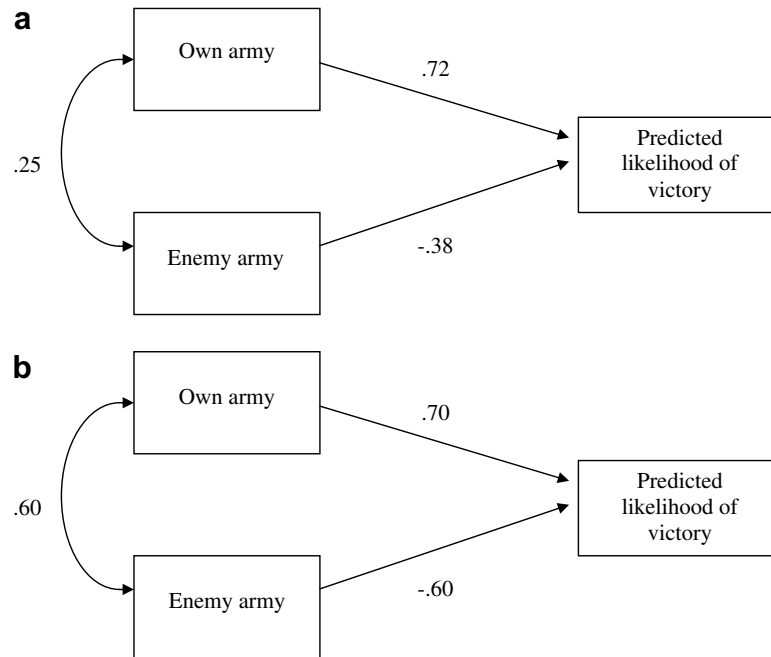 a
Own army
.72
Predicted
likelihood of
victory
.25
Enemy army
-.38
b
Own army
.70
Predicted
likelihood of
victory
.60
Enemy army
-.60